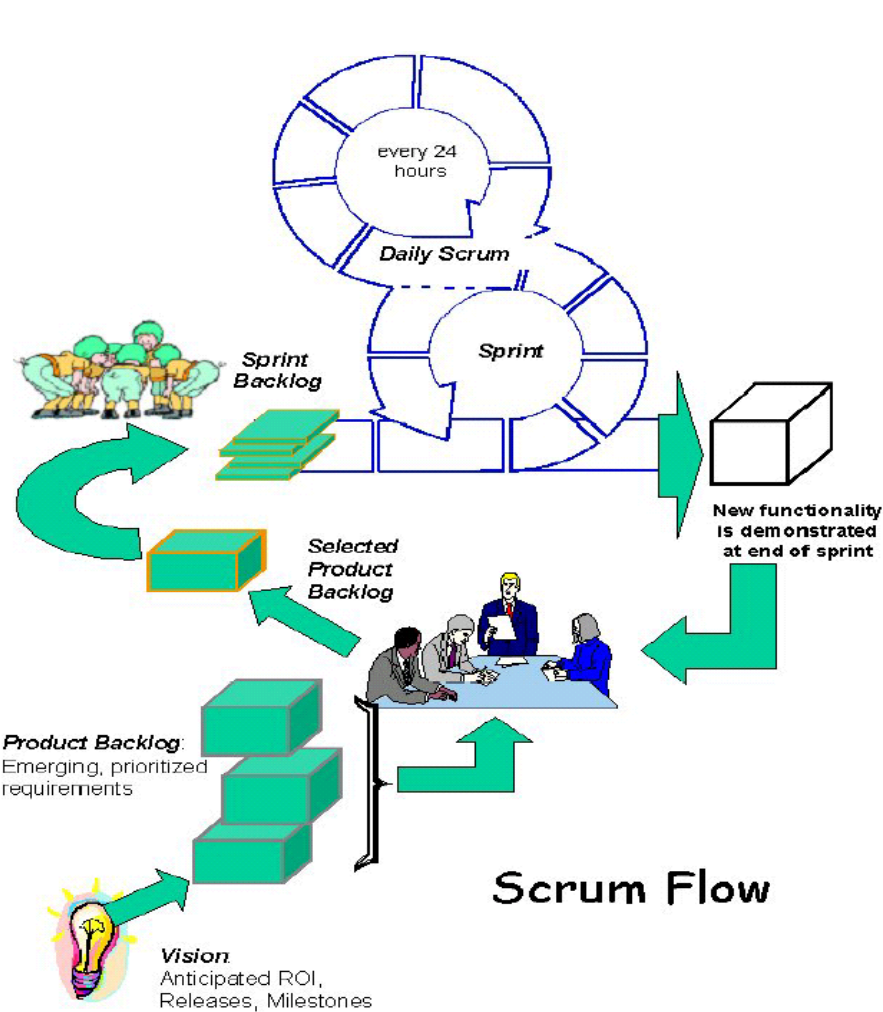 every 24
hours
Daily Scrum
Sprint
Sprint
Backlog
New functionality
is demonstrated
at end of sprint
Selected
Product
Backlog
Product Backlog:
Emerging, prioritized
requirements
Scrum Flow
Vision.
Anticipated ROI,
Releases, Milestones